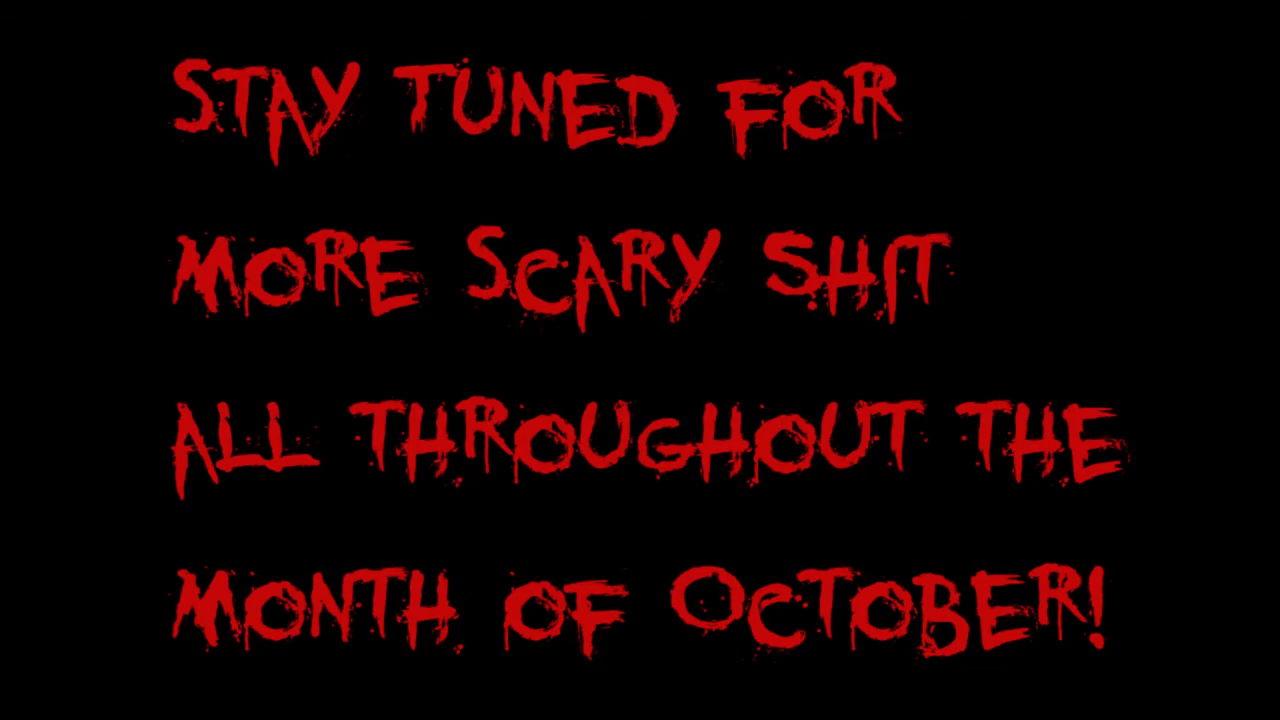 STAY TUNED FOR
MORE SCARY SHIT
ALL THROUGHOUT THE
MONTH OF OCTOBER!